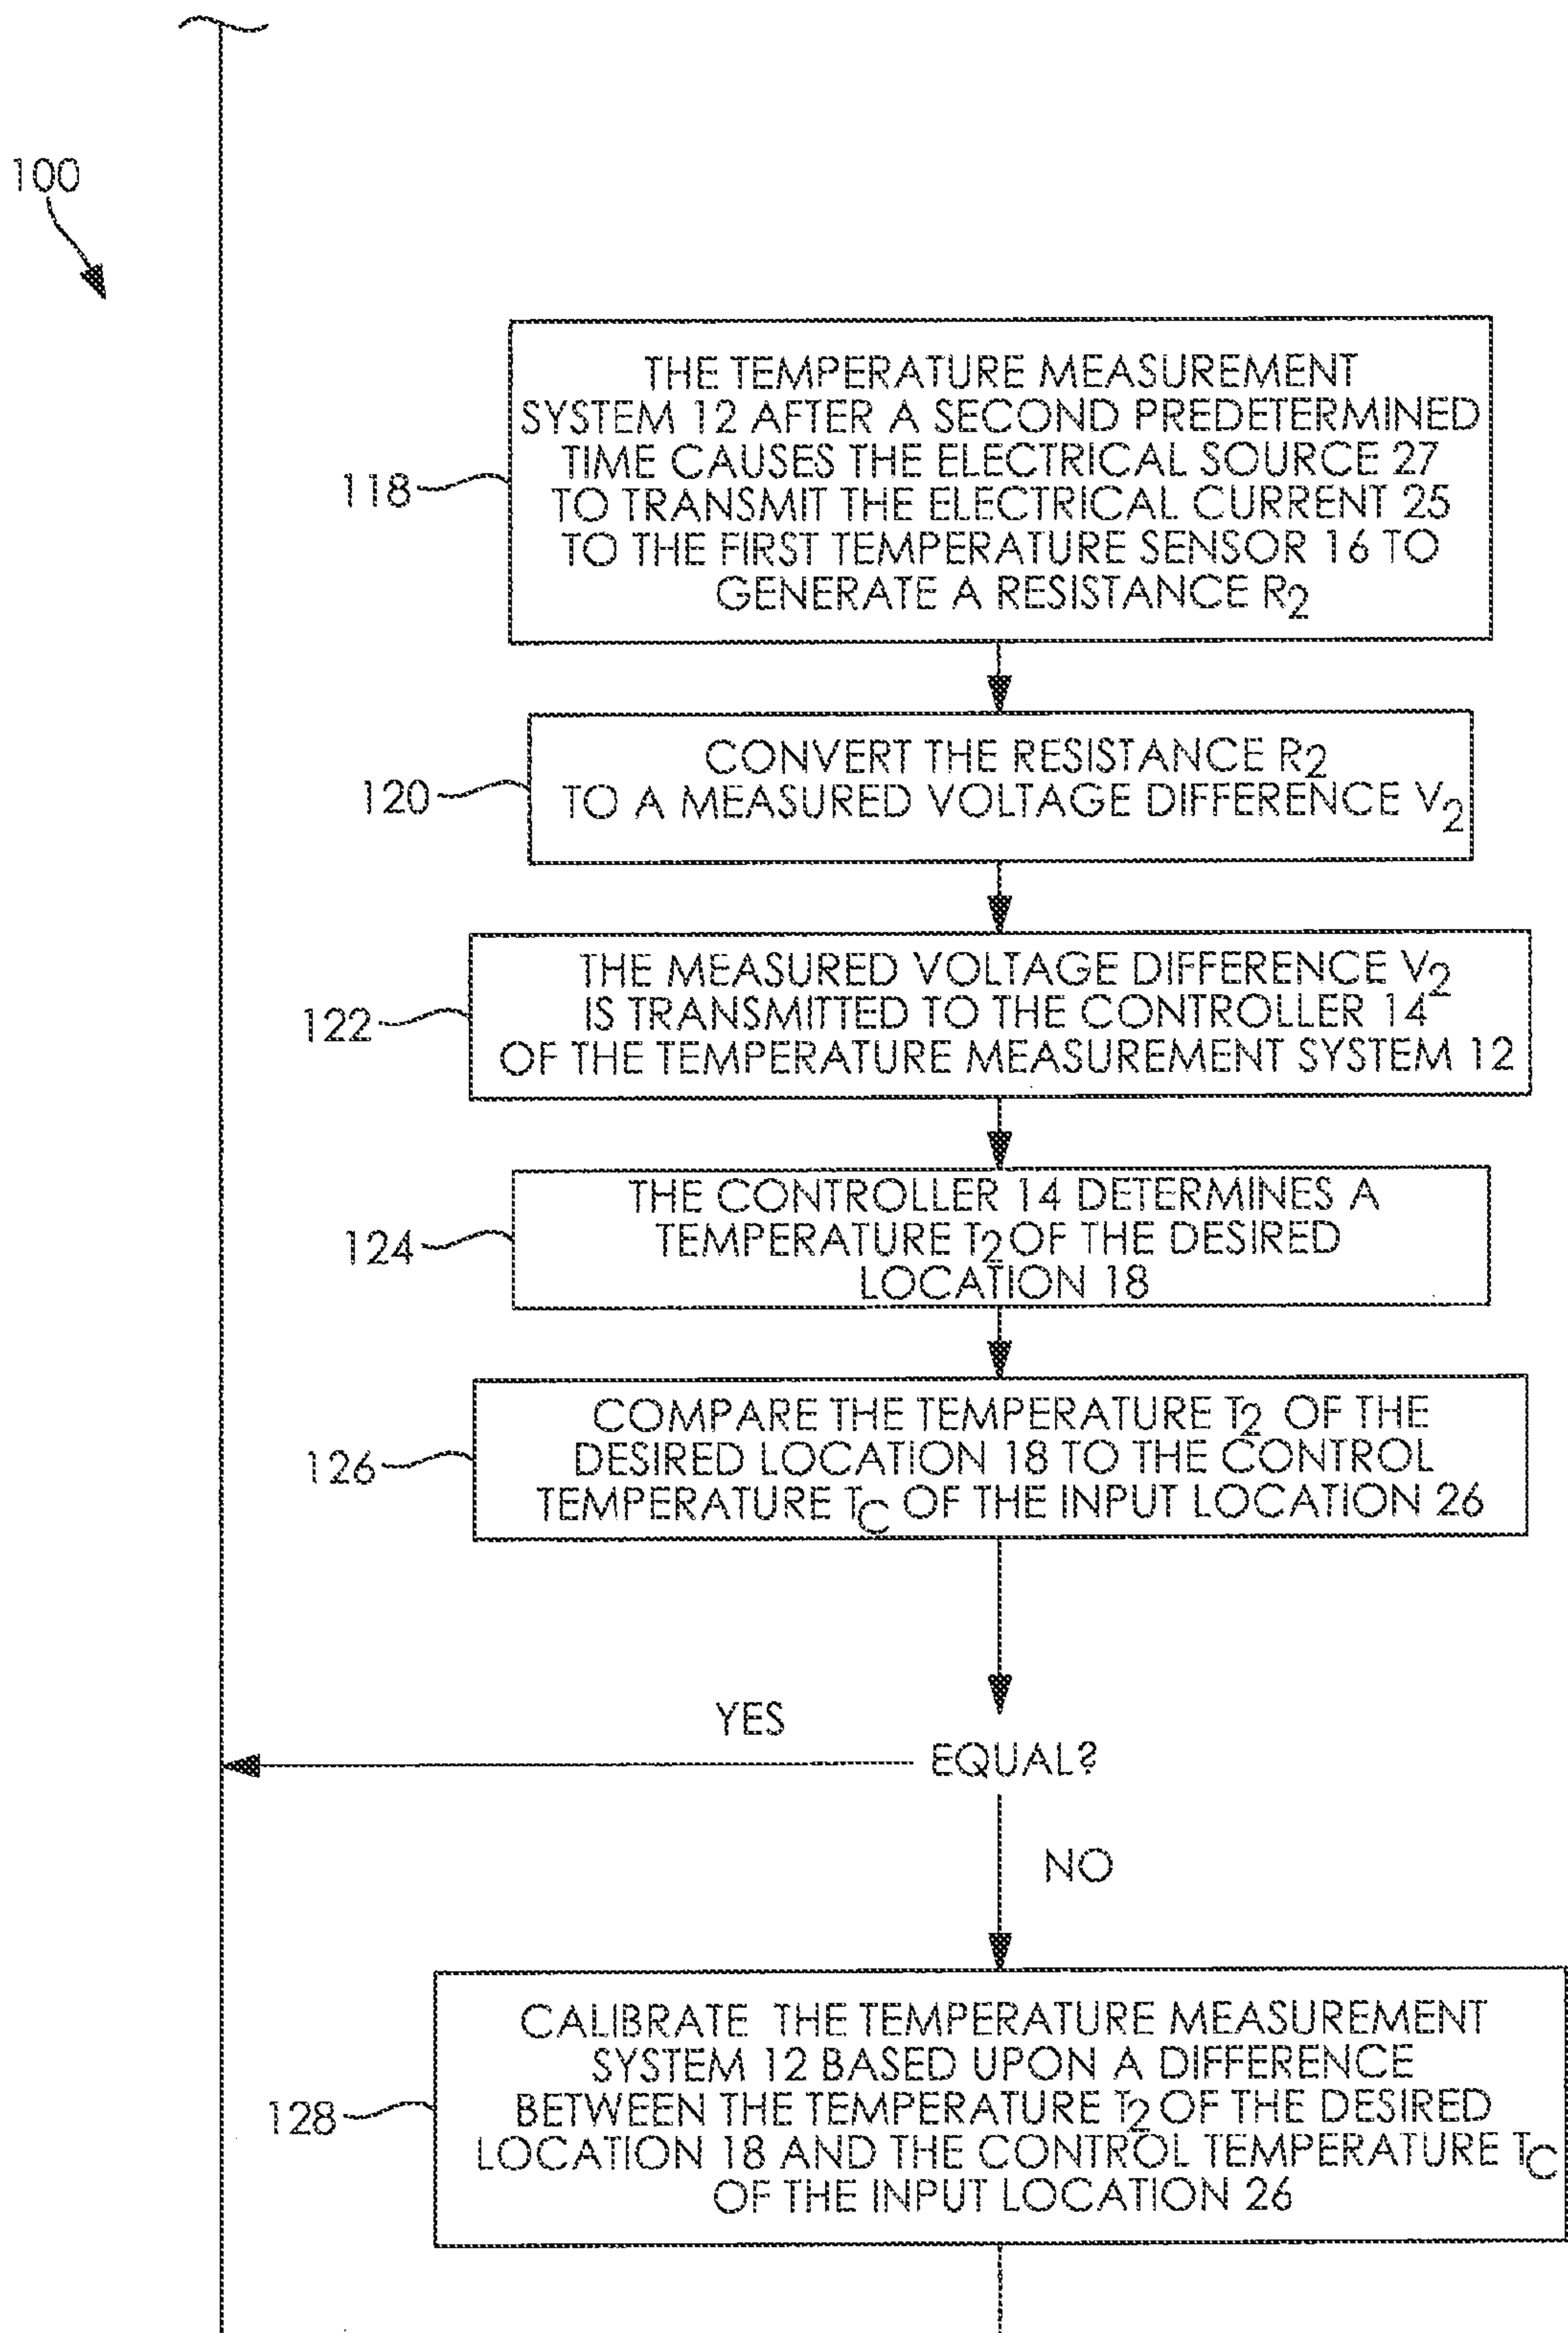 100
118
THE TEMPERATURE MEASUREMENT
SYSTEM 12 AFTER A SECOND PREDETERMINED
TIME CAUSES THE ELECTRICAL SOURCE 27
TO TRANSMIT THE ELECTRICAL CURRENT 25
TO THE FIRST TEMPERATURE SENSOR 16 TO
GENERATE A RESISTANCE R2
120
CONVERT THE RESISTANCE R2
TO A MEASURED VOLTAGE DIFFERENCE V2
122
THE MEASURED VOLTAGE DIFFERENCE V2
IS TRANSMITTED TO THE CONTROLLER 14
OF THE TEMPERATURE MEASUREMENT SYSTEM 12
124
THE CONTROLLER 14 DETERMINES A
TEMPERATURE T2 OF THE DESIRED
LOCATION 18
126
COMPARE THE TEMPERATURE T2 OF THE
DESIRED LOCATION 18 TO THE CONTROL
TEMPERATURE TC OF THE INPUT LOCATION 26
YES
EQUAL?
NO
128
CALIBRATE THE TEMPERATURE MEASUREMENT
SYSTEM 12 BASED UPON A DIFFERENCE
BETWEEN THE TEMPERATURE T2 OF THE DESIRED
LOCATION 18 AND THE CONTROL TEMPERATURE TC
OF THE INPUT LOCATION 26